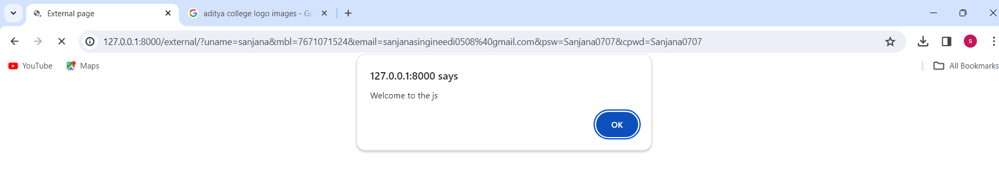 External page
aditya college logo images - Go
127.0.0.1:8000/external/?uname=sanjana&mbl=7671071524&email=sanjanasingineedi0508%40gmail.com&psw=Sanjana0707&cpwd=Sanjana0707
S
YouTube
Maps
All Bookmarks
127.0.0.1:8000 says
Welcome to the js
OK